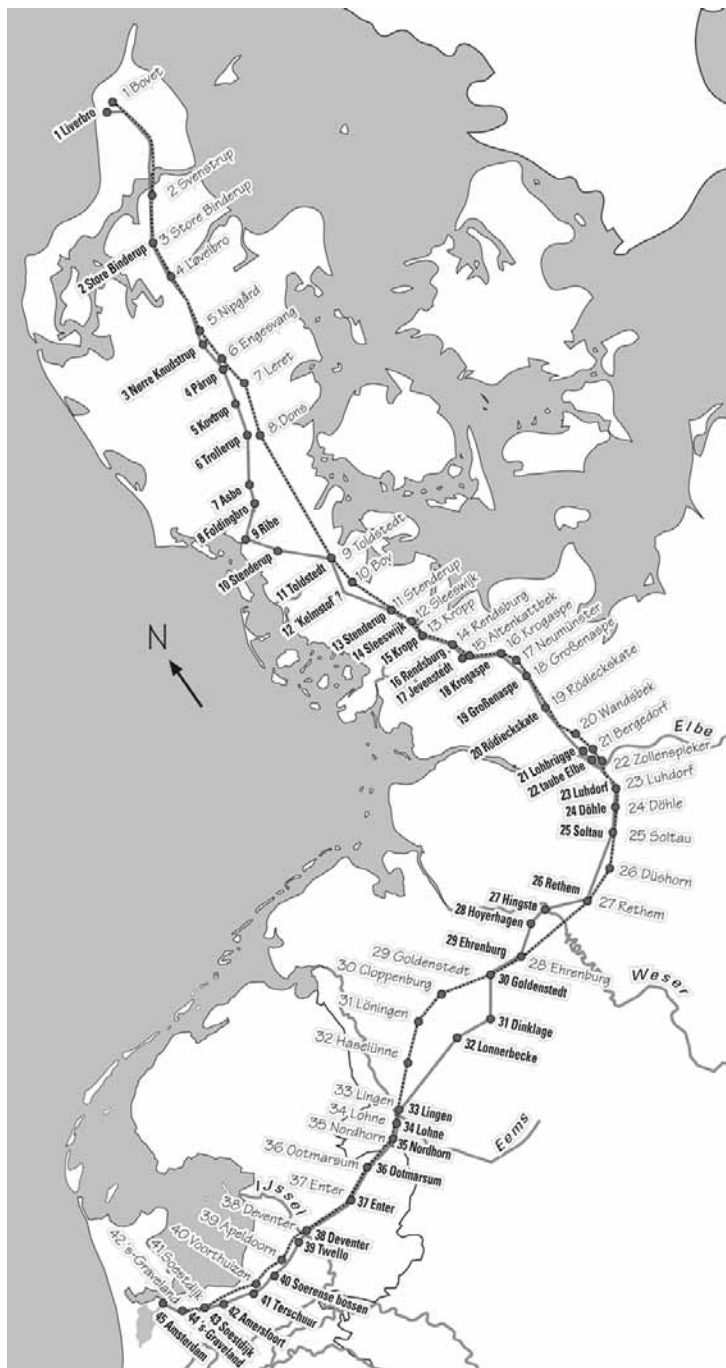 1 Bovet
1 Liverbro
2 Svenstrup
3 Store Binderup
2 Store Binderup
4 Løvelbro
5 Nipgård
6 Engesvang
3 Nørre Knudstrup
7 Leret
4 Pårup
5 Kovtrup
8 Doris
6 Trollerup
7 Asbo
8 Foldingbro
9 Ribe
9 Toldstedt
10 Stenderup
10 Bov
11 Toldstedt
12 'Kelmstof' ?
11 Stenderup
12 Sleeswijk
13 Stenderup
13 Kropp
14 Sleeswijk
14 Rendsburg
15 Kropp
15 Altenkattbek
16 Rendsburg
16 Krogaspe
17 Jevenstedt
17 Neumünster
18 Krogaspe
18 Großenaspe
19 Großenaspe
19 Rödieckskate
N
20 Rödieckskate
20 Wandsbek
21 Bergedorf
Elbe
21 Lohbrügge
22 Zollenspieker
22 taube Elbe
23 Luhdorf
23 Luhdorf
24 Döhle
24 Döhle
25 Soltau
25 Soltau
26 Düshorn
26 Rethem
27 Rethem
27 Hingste
28 Hoyerhagen
29 Ehrenburg
28 Ehrenburg
Weser
29 Goldenstedt
30 Goldenstedt
30 Cloppenburg
31 Löningen
31 Dinklage
32 Lonnerbecke
32 Haselünne
33 Lingen
33 Lingen
34 Lohne
34 Lohne
35 Nordhorn
35 Nordhorn
Eems
36 Ootmarsum
36 Ootmarsum
37 Enter
37 Enter
IJssel
38 Deventer
38 Deventer
39 Apeldoorn
39 Twello
40 Voorthuizen
40 Soerense bossen
41 Soestdijk
41 Terschuur
42 's-Graveland
42 Amersfoort
43 Soestdijk
44 's-Graveland
45 Amsterdam